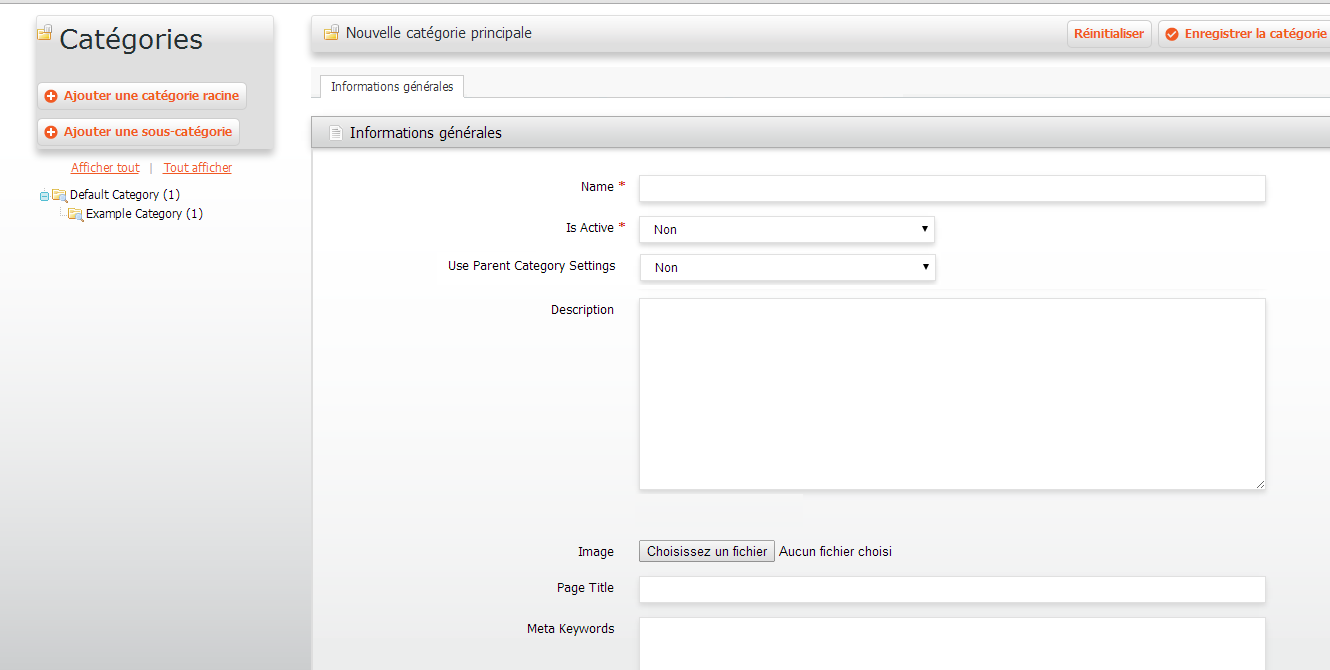 Catégories
Ajouter une catégorie racine
Ajouter une sous-catégorie
Afficher tout | Tout afficher
Default Category (1)
Example Category (1)
Nouvelle catégorie principale
Réinitialiser
Enregistrer la catégorie
Informations générales
Informations générales
Name *
Is Active * Non
Use Parent Category Settings Non
Description
Image Choisissez un fichier Aucun fichier choisi
Page Title
Meta Keywords